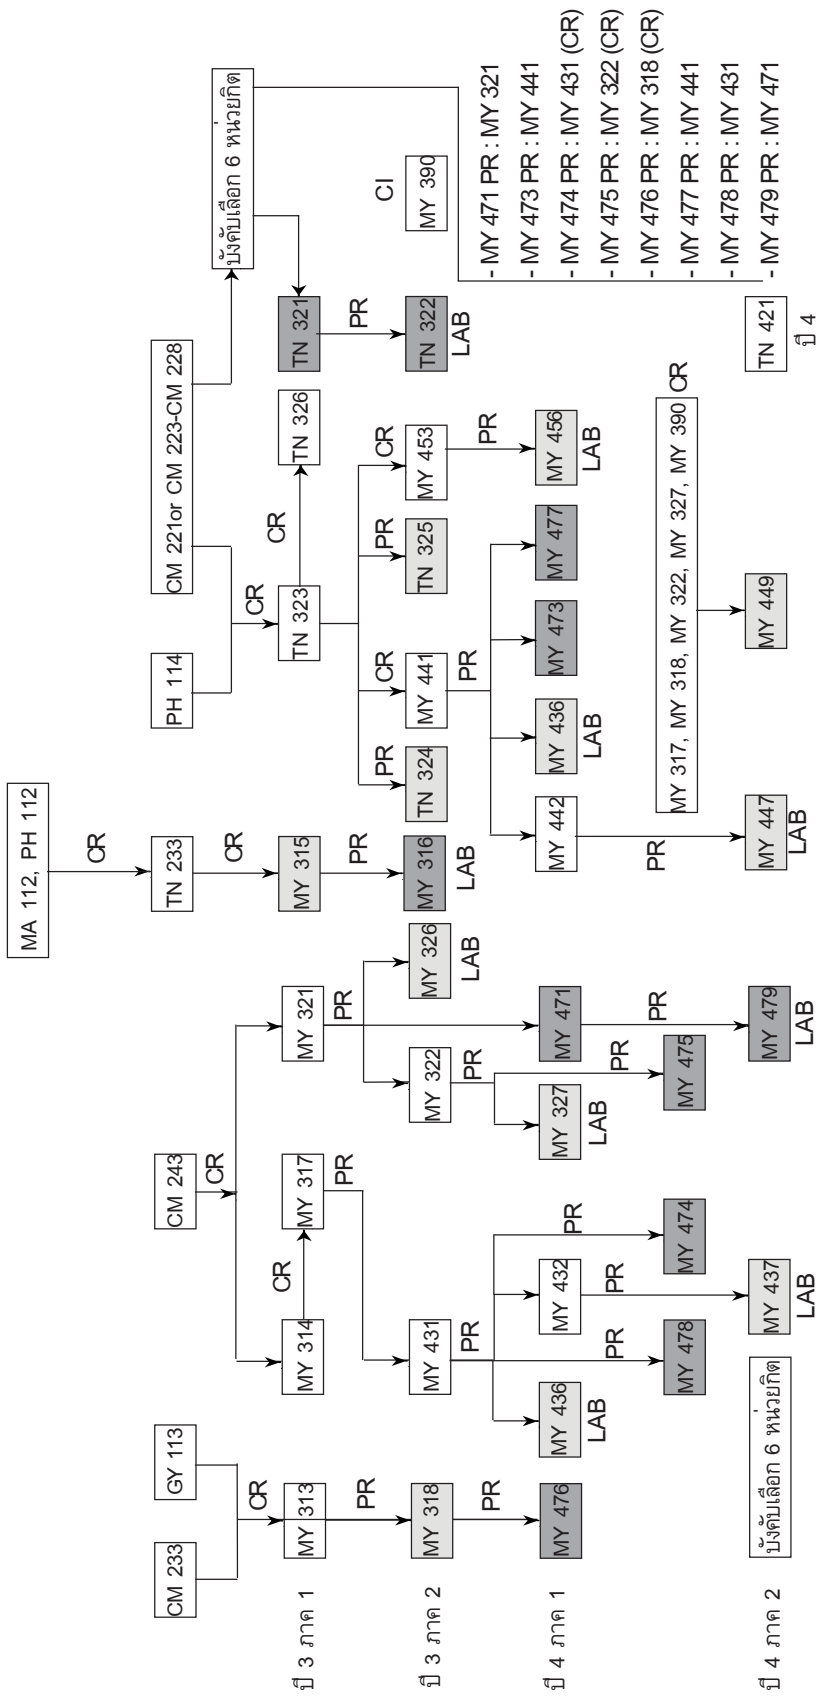 MA 112, PH 112
CR
CM 233
GY 113
CM 243
TN 233
PH 114
CM 221or CM 223-CM 228
บังคับเลือก 6 หน่วยกิต
CR
CR
CR
CR
CR
CR
ปี 3 ภาค 1
MY 313
MY 314
MY 317
MY 321
MY 315
TN 323
TN 326
TN 321
PR
PR
PR
PR
PR
CR
PR
CR
PR
CI
ปี 3 ภาค 2
MY 318
MY 431
MY 322
MY 326
LAB
MY 316
LAB
TN 324
MY 441
TN 325
MY 453
TN 322
LAB
MY 390
PR
PR
PR
PR
PR
ปี 4 ภาค 1
MY 476
MY 436
LAB
MY 432
MY 327
LAB
MY 471
MY 442
MY 436
LAB
MY 473
MY 477
MY 456
LAB
PR
PR
PR
PR
PR
PR
MY 478
MY 474
MY 475
MY 317, MY 318, MY 322, MY 327, MY 390 CR
- MY 471 PR : MY 321
- MY 473 PR : MY 441
- MY 474 PR : MY 431 (CR)
- MY 475 PR : MY 322 (CR)
- MY 476 PR : MY 318 (CR)
- MY 477 PR : MY 441
- MY 478 PR : MY 431
- MY 479 PR : MY 471
ปี 4 ภาค 2
บังคับเลือก 6 หน่วยกิต
MY 437
LAB
MY 479
LAB
MY 447
LAB
MY 449
TN 421
ปี 4